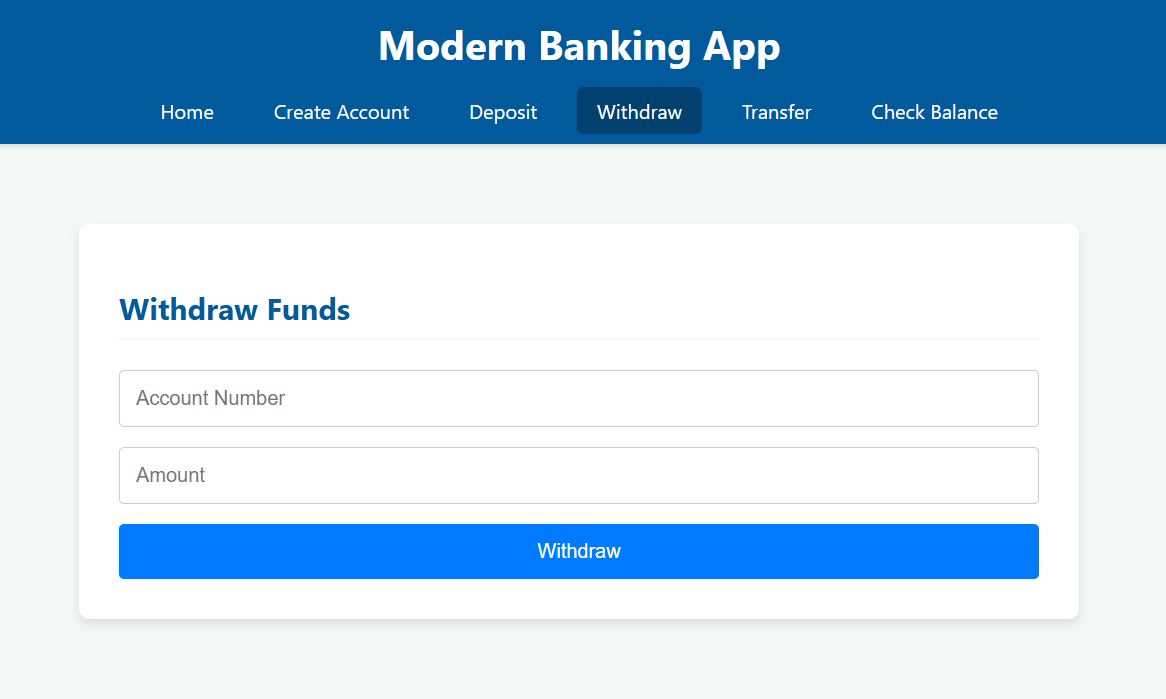 Modern Banking App
Home Create Account Deposit Withdraw Transfer Check Balance
Withdraw Funds
Account Number
Amount
Withdraw